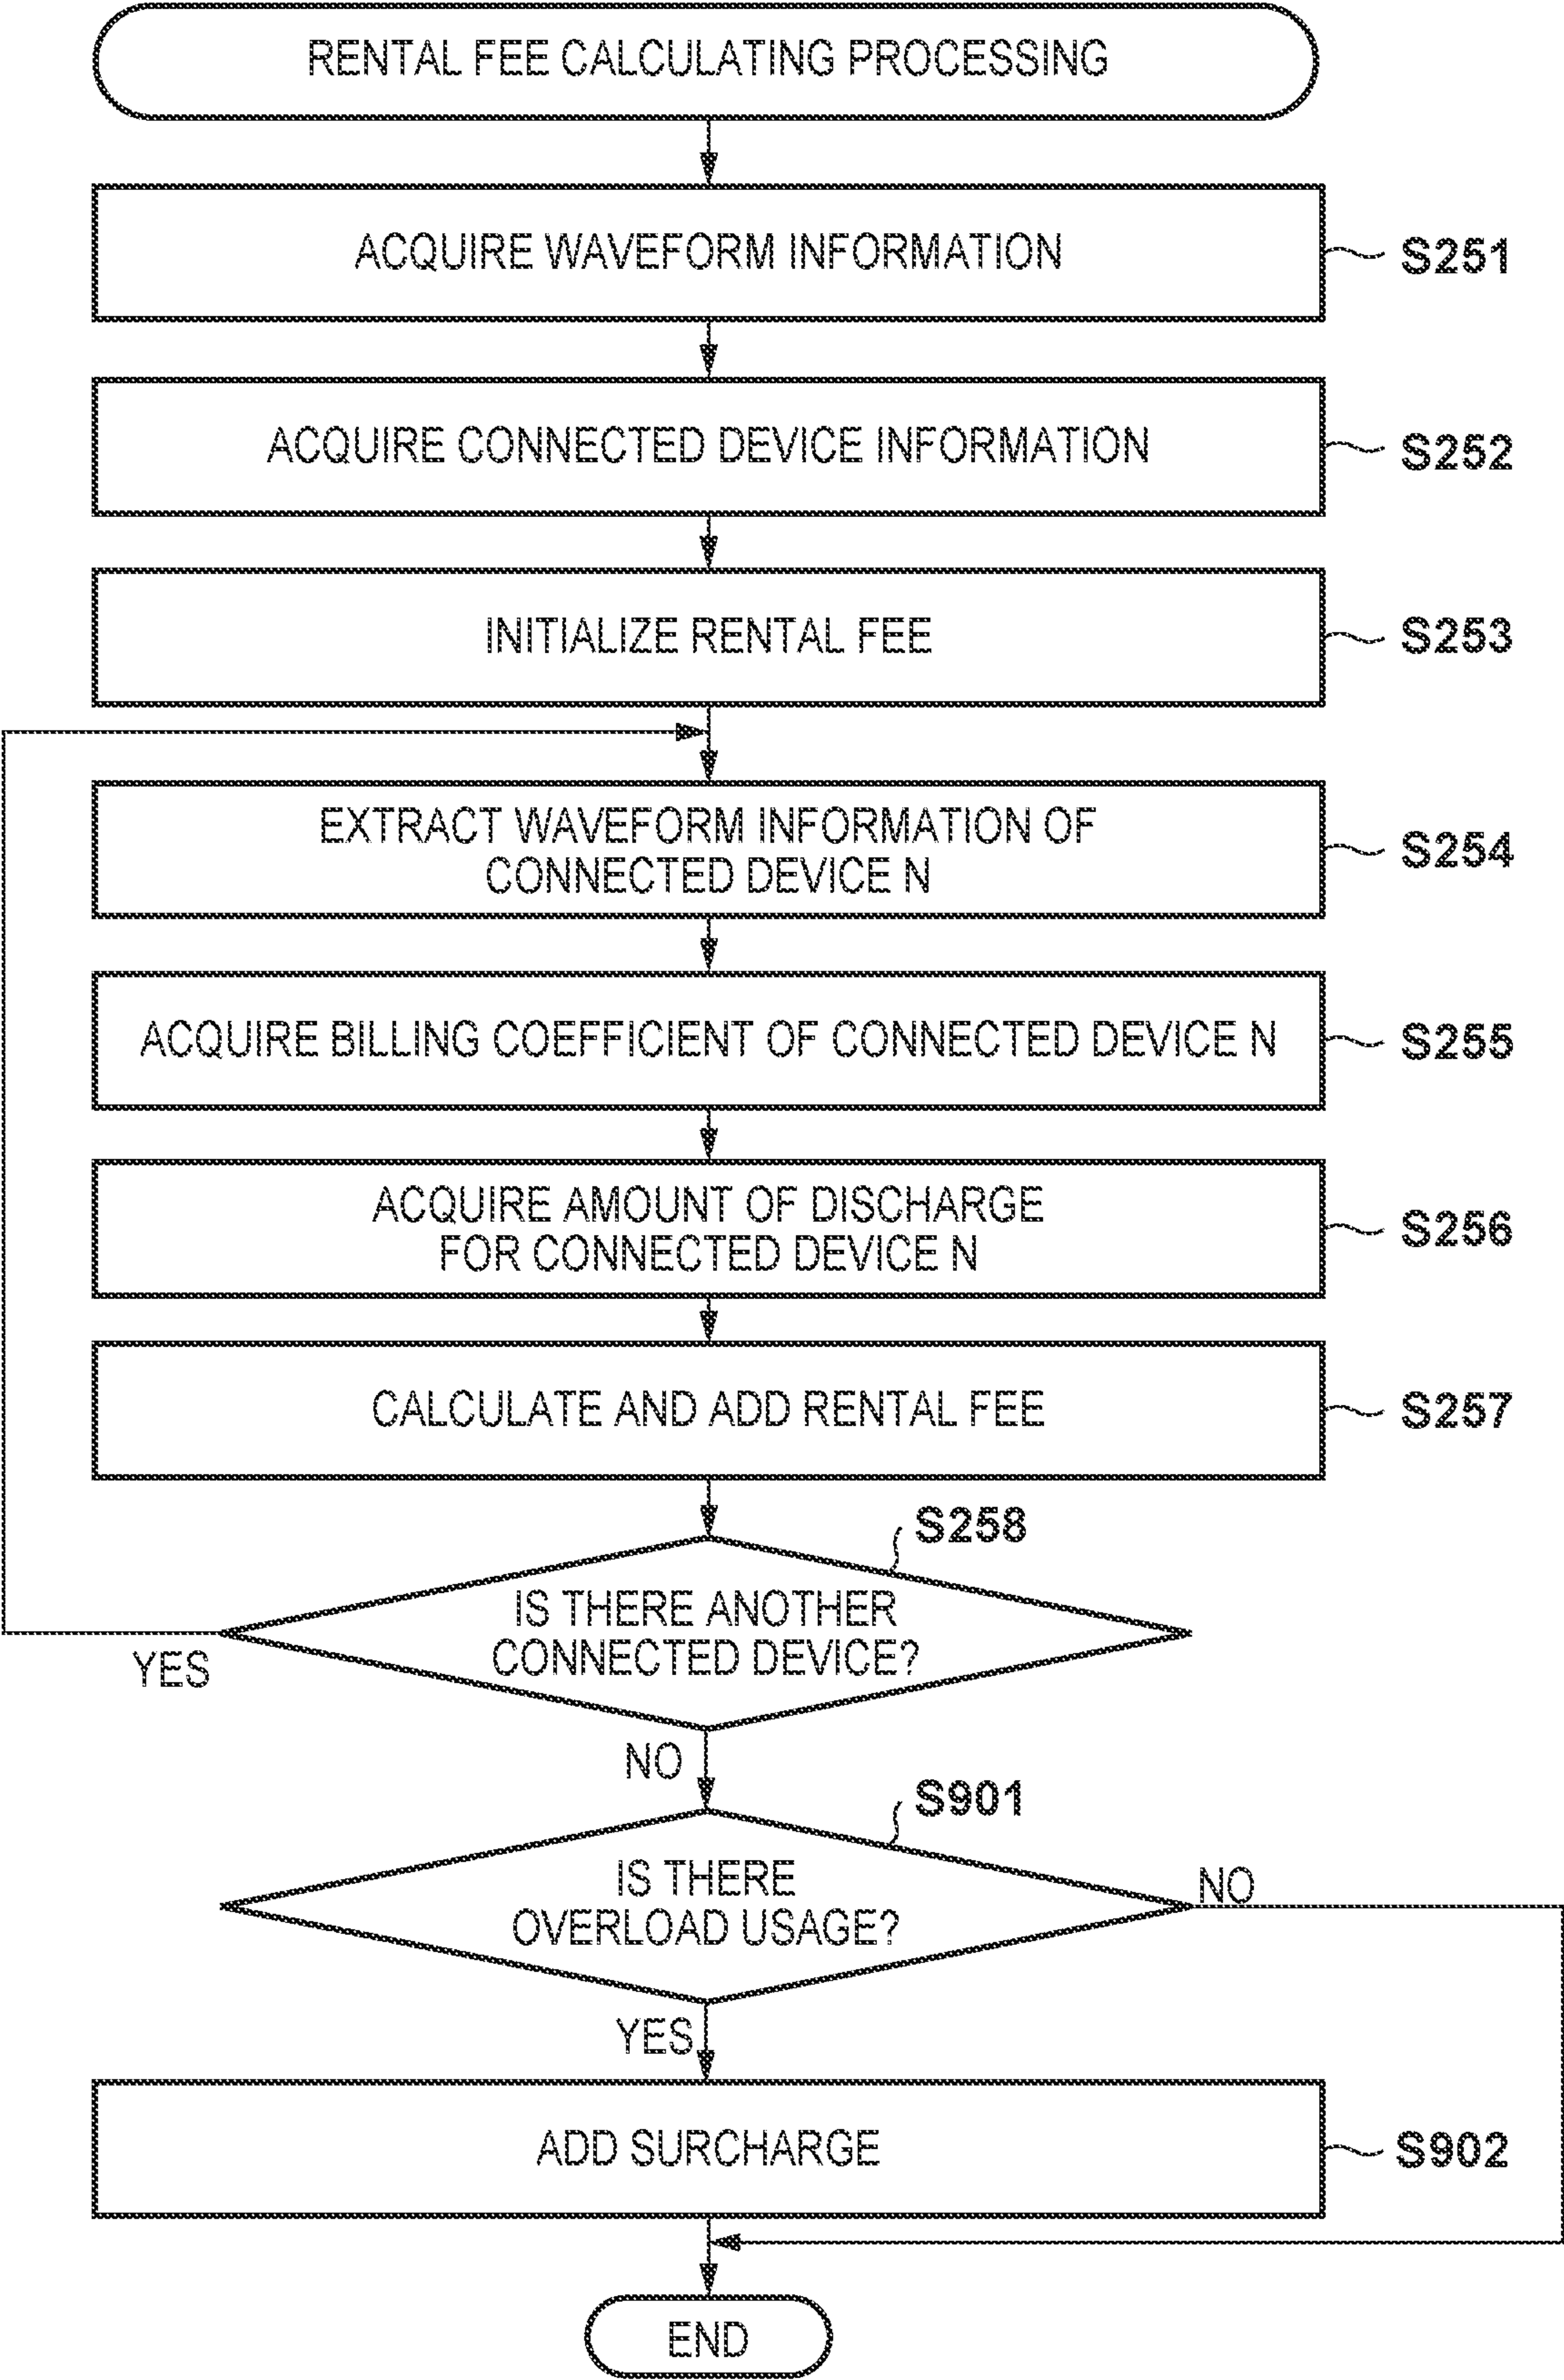 RENTAL FEE CALCULATING PROCESSING
ACQUIRE WAVEFORM INFORMATION
S251
ACQUIRE CONNECTED DEVICE INFORMATION
S252
INITIALIZE RENTAL FEE
S253
EXTRACT WAVEFORM INFORMATION OF
CONNECTED DEVICE N
S254
ACQUIRE BILLING COEFFICIENT OF CONNECTED DEVICE N
S255
ACQUIRE AMOUNT OF DISCHARGE
FOR CONNECTED DEVICE N
S256
CALCULATE AND ADD RENTAL FEE
S257
S258
IS THERE ANOTHER
CONNECTED DEVICE?
YES
NO
S901
IS THERE
OVERLOAD USAGE?
NO
YES
ADD SURCHARGE
S902
END